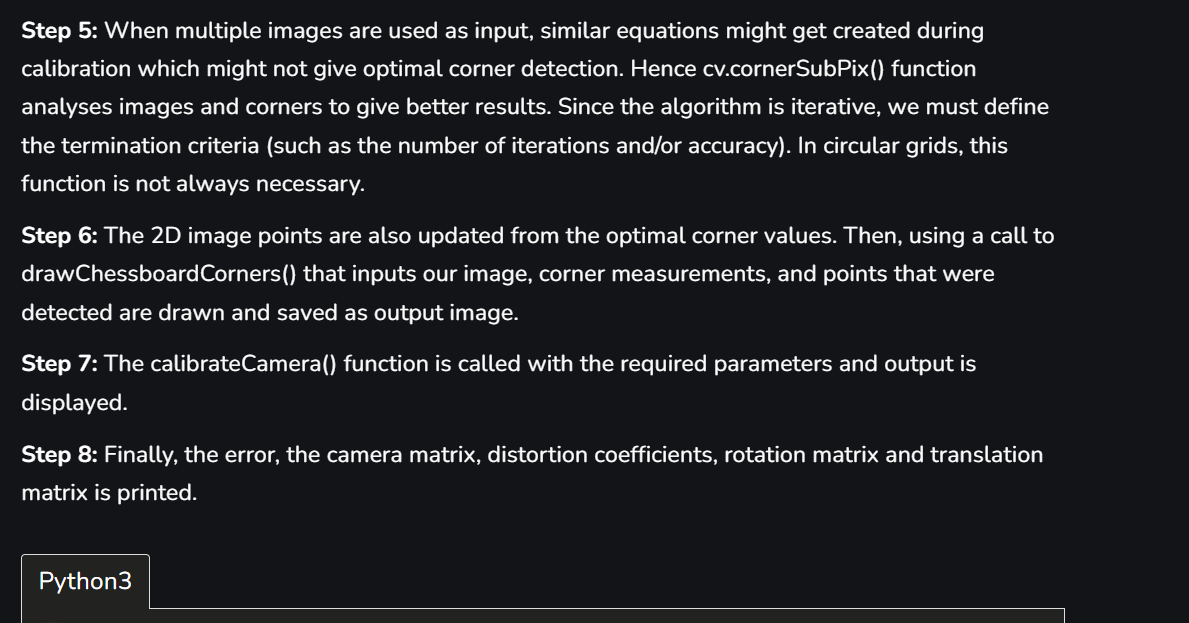 Step 5: When multiple images are used as input, similar equations might get created during
calibration which might not give optimal corner detection. Hence cv.cornerSubPix() function
analyses images and corners to give better results. Since the algorithm is iterative, we must define
the termination criteria (such as the number of iterations and/or accuracy). In circular grids, this
function is not always necessary.
Step 6: The 2D image points are also updated from the optimal corner values. Then, using a call to
drawChessboardCorners() that inputs our image, corner measurements, and points that were
detected are drawn and saved as output image.
Step 7: The calibrateCamera() function is called with the required parameters and output is
displayed.
Step 8: Finally, the error, the camera matrix, distortion coefficients, rotation matrix and translation
matrix is printed.
Python3